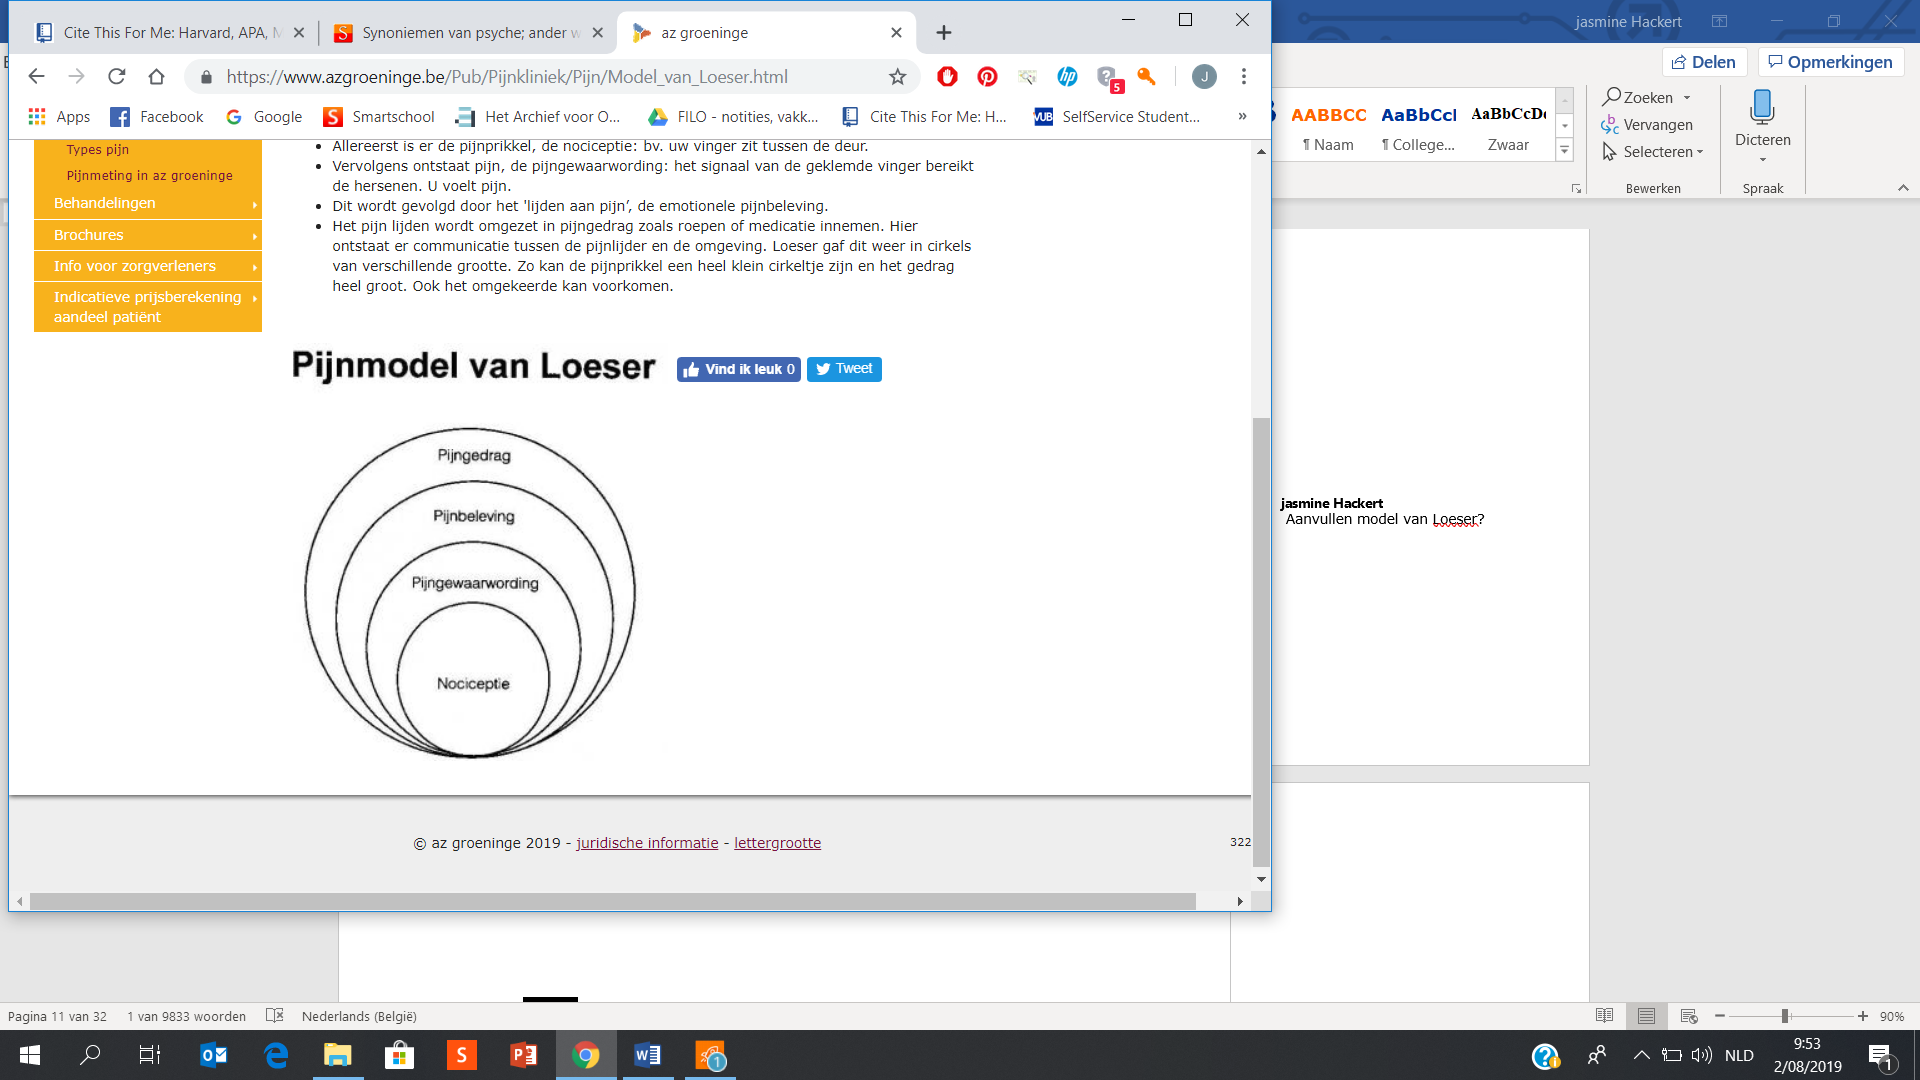 Cite This For Me: Harvard, APA, M
Synoniemen van psyche; ander w
az groeninge
jasmine Hackert
https://www.azgroeninge.be/Pub/Pijnkliniek/Pijn/Model_van_Loeser.html
5
J
Delen
Opmerkingen
Apps
Facebook
Google
Smartschool
Het Archief voor O...
FILO - notities, vakk...
Cite This For Me: H...
SelfService Student...
»
AABBCC
AaBbCcI
AaBbCcD
¶ Naam
¶ College...
Zwaar
Zoeken
Vervangen
Selecteren
Dicteren
Bewerken
Spraak
Types pijn
Pijnmeting in az groeninge
Behandelingen
Brochures
Info voor zorgverleners
Indicatieve prijsberekening
aandeel patiënt
Allereerst is er de pijnprikkel, de nociceptie: bv. uw vinger zit tussen de deur.
Vervolgens ontstaat pijn, de pijngewaarwording: het signaal van de geklemde vinger bereikt
de hersenen. U voelt pijn.
Dit wordt gevolgd door het 'lijden aan pijn’, de emotionele pijnbeleving.
Het pijn lijden wordt omgezet in pijngedrag zoals roepen of medicatie innemen. Hier
ontstaat er communicatie tussen de pijnlijder en de omgeving. Loeser gaf dit weer in cirkels
van verschillende grootte. Zo kan de pijnprikkel een heel klein cirkeltje zijn en het gedrag
heel groot. Ook het omgekeerde kan voorkomen.
Pijnmodel van Loeser
Vind ik leuk 0
Tweet
Pijngedrag
Pijnbeleving
Pijngewaarwording
Nociceptie
jasmine Hackert
Aanvullen model van Loeser?
© az groeninge 2019 - juridische informatie - lettergrootte
322
Pagina 11 van 32
1 van 9833 woorden
Nederlands (België)
90%
NLD
9:53
2/08/2019
1
1